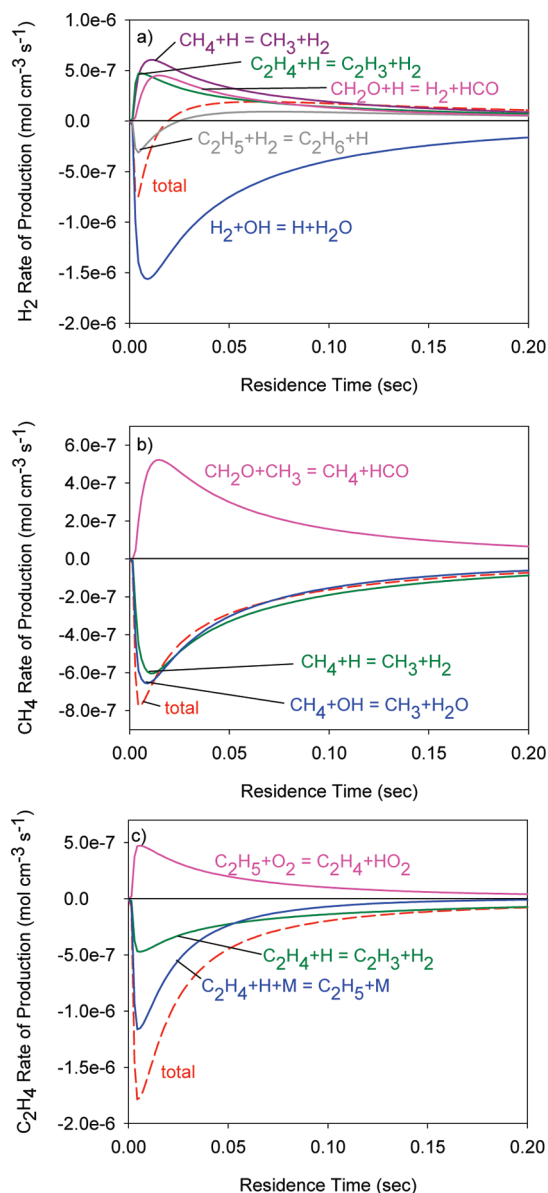 a)
CH₄+H = CH₃+H₂
C₂H₄+H = C₂H₃+H₂
CH₂O+H = H₂+HCO
C₂H₅+H₂ = C₂H₆+H
total
H₂+OH = H+H₂O
1.0e-6
5.0e-7
0.0
-5.0e-7
-1.0e-6
-1.5e-6
-2.0e-6
H₂ Rate of Production (mol cm⁻³ s⁻¹)
0.00 0.05 0.10 0.15 0.20
Residence Time (sec)
b)
CH₂O+CH₃ = CH₄+HCO
CH₄+H = CH₃+H₂
CH₄+OH = CH₃+H₂O
total
6.0e-7
4.0e-7
2.0e-7
0.0
-2.0e-7
-4.0e-7
-6.0e-7
-8.0e-7
CH₄ Rate of Production (mol cm⁻³ s⁻¹)
0.00 0.05 0.10 0.15 0.20
Residence Time (sec)
c)
C₂H₅+O₂ = C₂H₄+HO₂
C₂H₄+H = C₂H₃+H₂
C₂H₄+H+M = C₂H₅+M
total
5.0e-7
0.0
-5.0e-7
-1.0e-6
-1.5e-6
-2.0e-6
C₂H₄ Rate of Production (mol cm⁻³ s⁻¹)
0.00 0.05 0.10 0.15 0.20
Residence Time (sec)